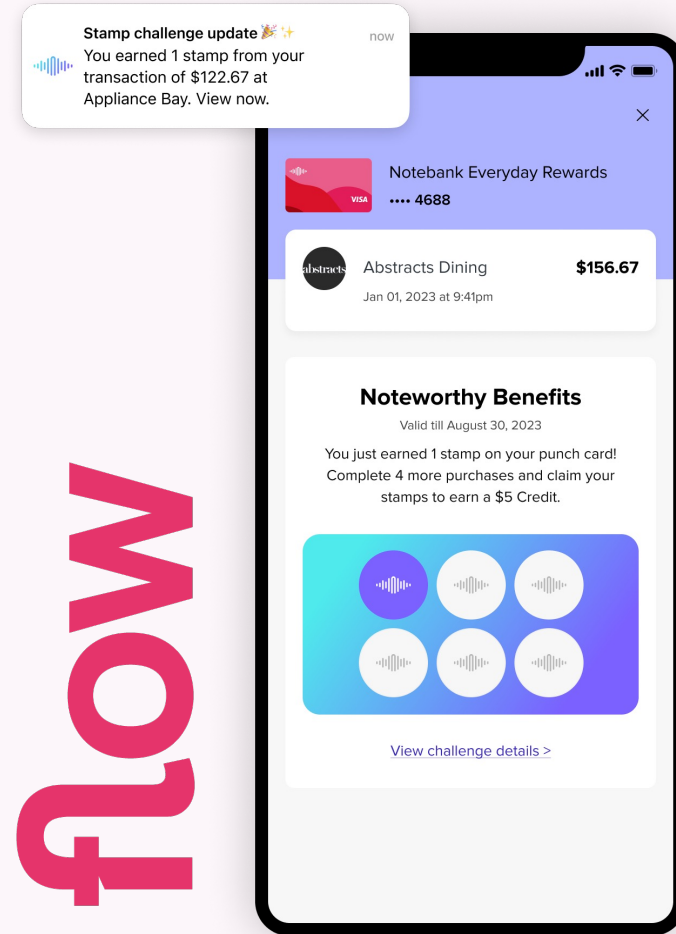 Stamp challenge update 🎉✨
now
You earned 1 stamp from your
transaction of $122.67 at
Appliance Bay. View now.
Notebank Everyday Rewards
VISA
•••• 4688
abstracts
Abstracts Dining
$156.67
Jan 01, 2023 at 9:41pm
Noteworthy Benefits
Valid till August 30, 2023
You just earned 1 stamp on your punch card!
Complete 4 more purchases and claim your
stamps to earn a $5 Credit.
View challenge details >
flow